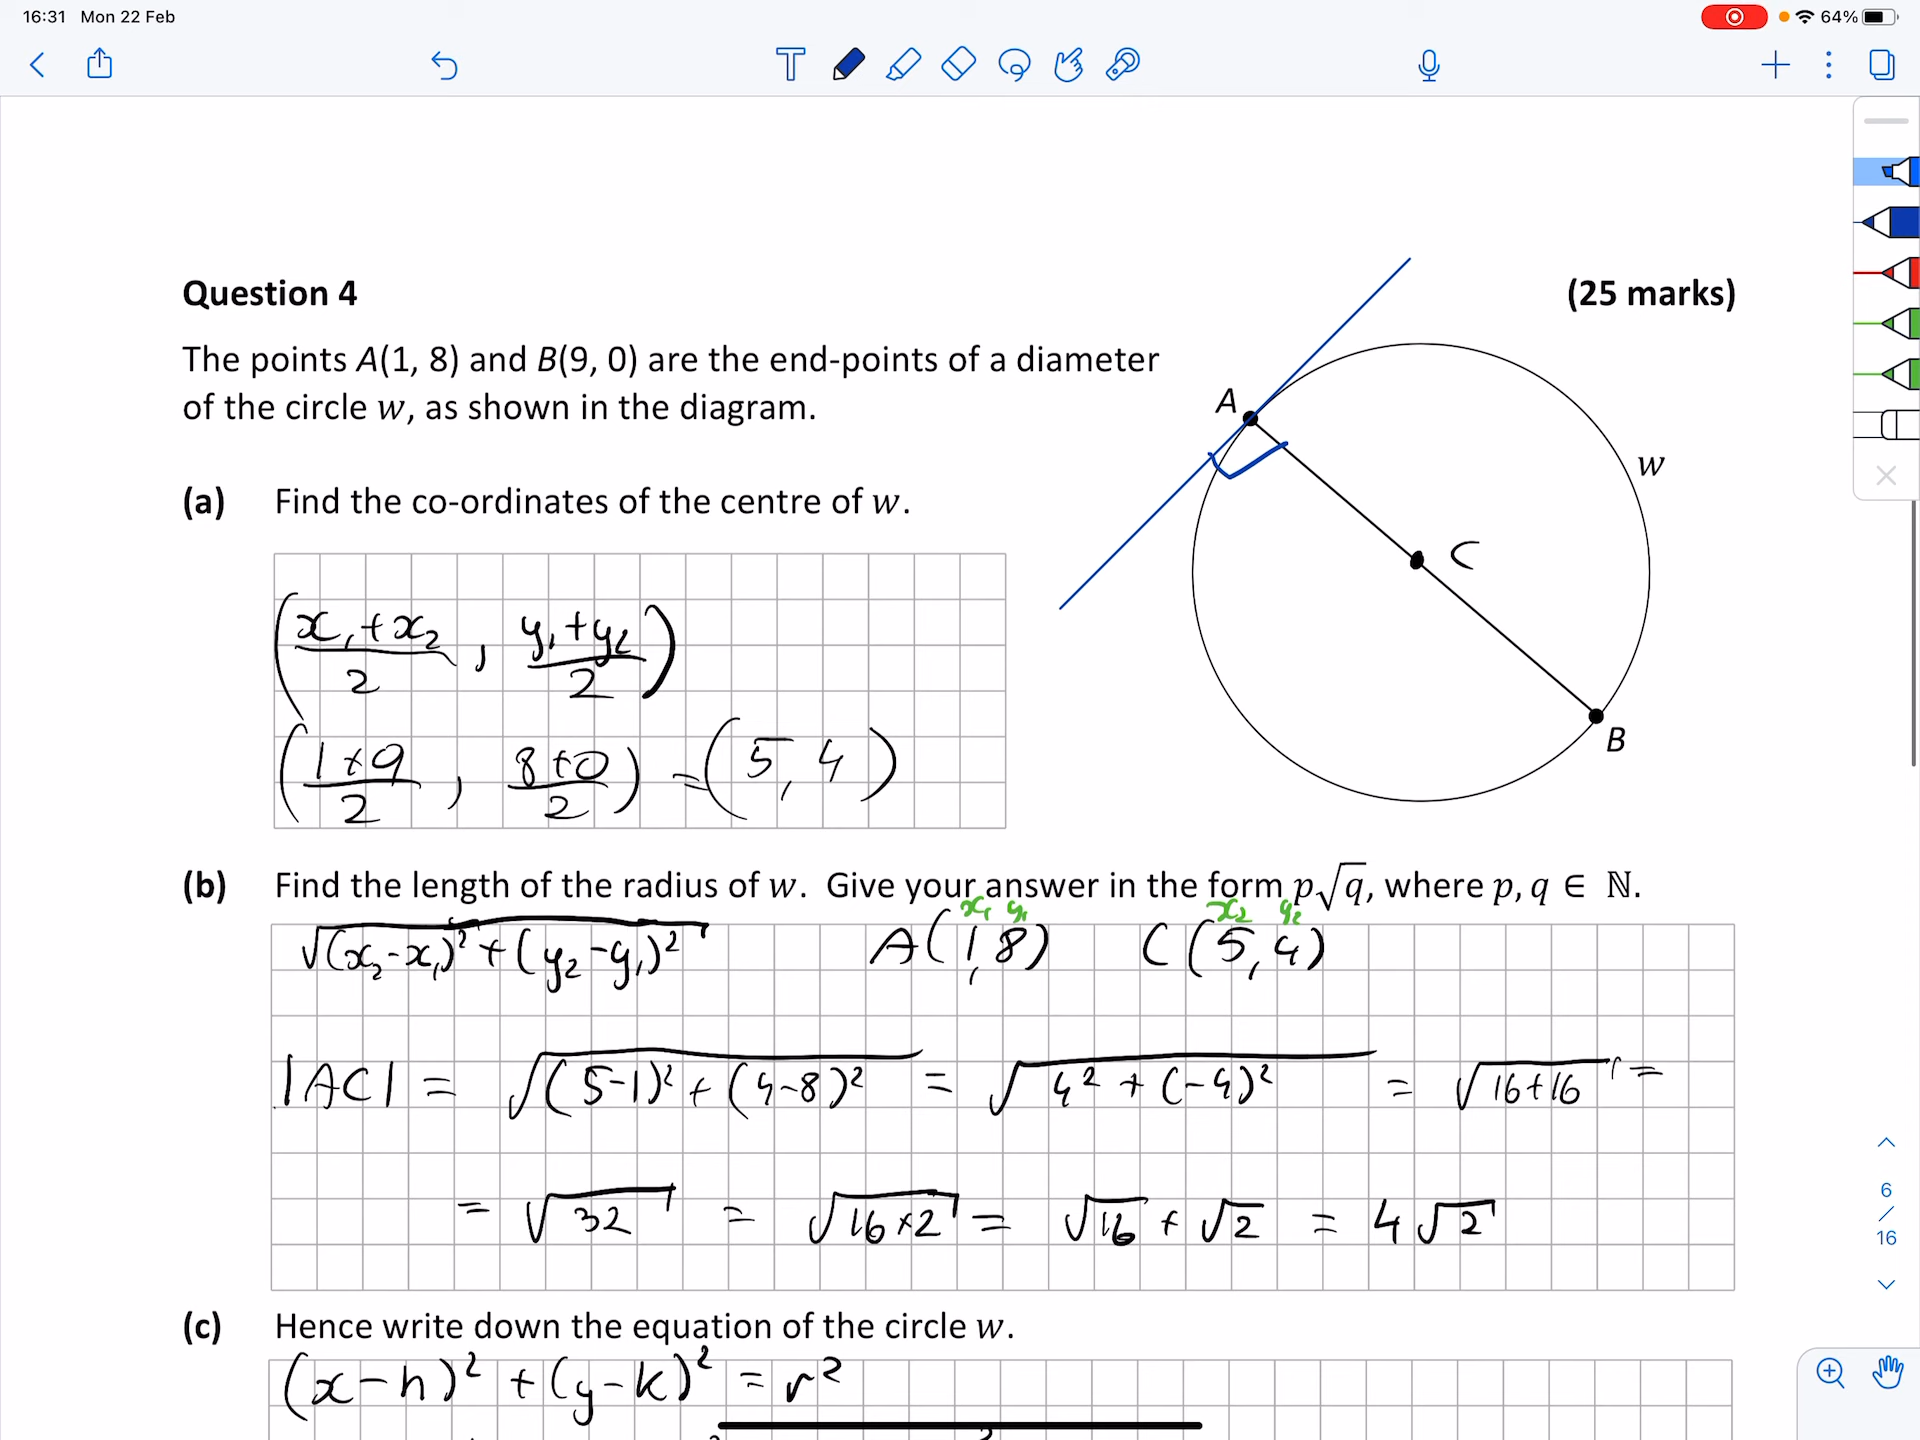 16:31 Mon 22 Feb
64%
Question 4
(25 marks)
The points A(1, 8) and B(9, 0) are the end-points of a diameter
of the circle w, as shown in the diagram.
A
w
C
B
(a) Find the co-ordinates of the centre of w.
((x₁+x₂)/2 , (y₁+y₂)/2)
((1+9)/2 , (8+0)/2) = (5, 4)
(b) Find the length of the radius of w. Give your answer in the form p√q, where p, q ∈ ℕ.
x₁ y₁ x₂ y₂
√((x₂-x₁)² + (y₂-y₁)²) A(1, 8) C(5, 4)
|AC| = √((5-1)² + (4-8)²) = √(4² + (-4)²) = √(16+16) =
= √32 = √(16×2) = √16 + √2 = 4√2
(c) Hence write down the equation of the circle w.
(x-h)² + (y-k)² = r²
6
/
16